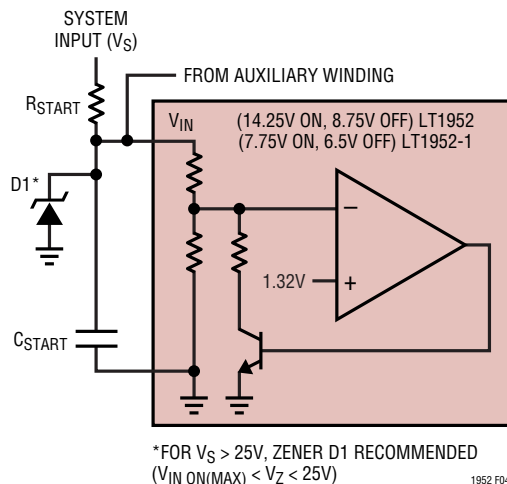 SYSTEM
INPUT (VS)
FROM AUXILIARY WINDING
RSTART
VIN
(14.25V ON, 8.75V OFF) LT1952
(7.75V ON, 6.5V OFF) LT1952-1
D1*
–
1.32V
+
CSTART
*FOR VS > 25V, ZENER D1 RECOMMENDED
(VIN ON(MAX) < VZ < 25V)
1952 F04